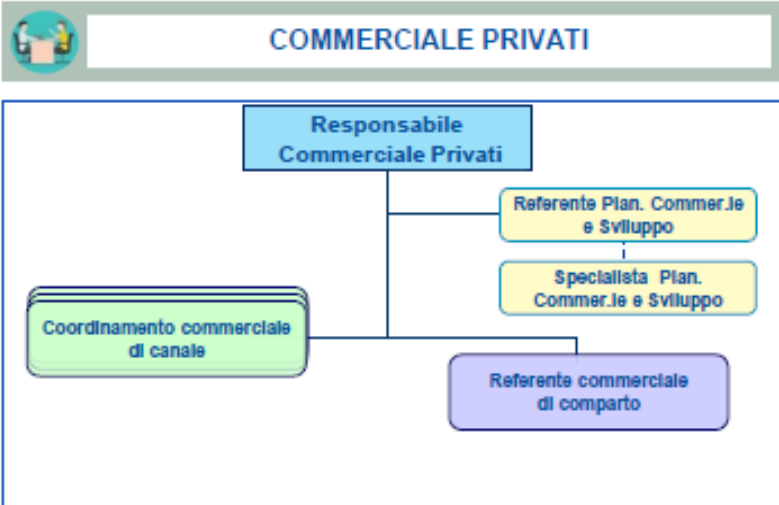 COMMERCIALE PRIVATI
Responsabile
Commerciale Privati
Referente Plan. Commer.le
e Sviluppo
Specialista Plan.
Commer.le e Sviluppo
Coordinamento commerciale
di canale
Referente commerciale
di comparto